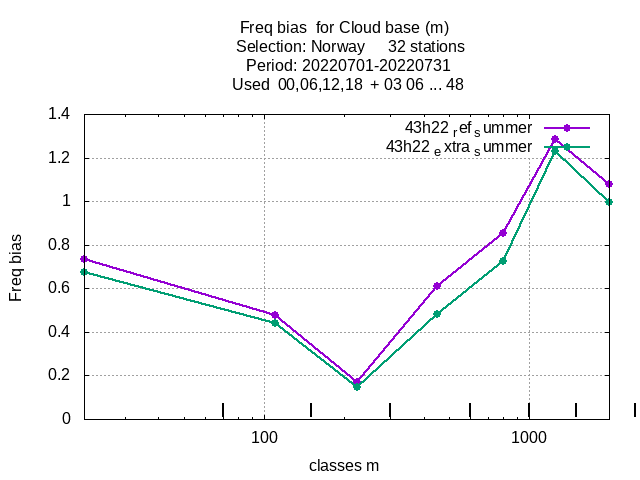 Freq bias  for Cloud base (m)
Selection: Norway     32 stations
Period: 20220701-20220731
Used  00,06,12,18  + 03 06 ... 48
43h22 ref summer
43h22 extra summer
Freq bias
1.4
1.2
1
0.8
0.6
0.4
0.2
0
100
1000
classes m